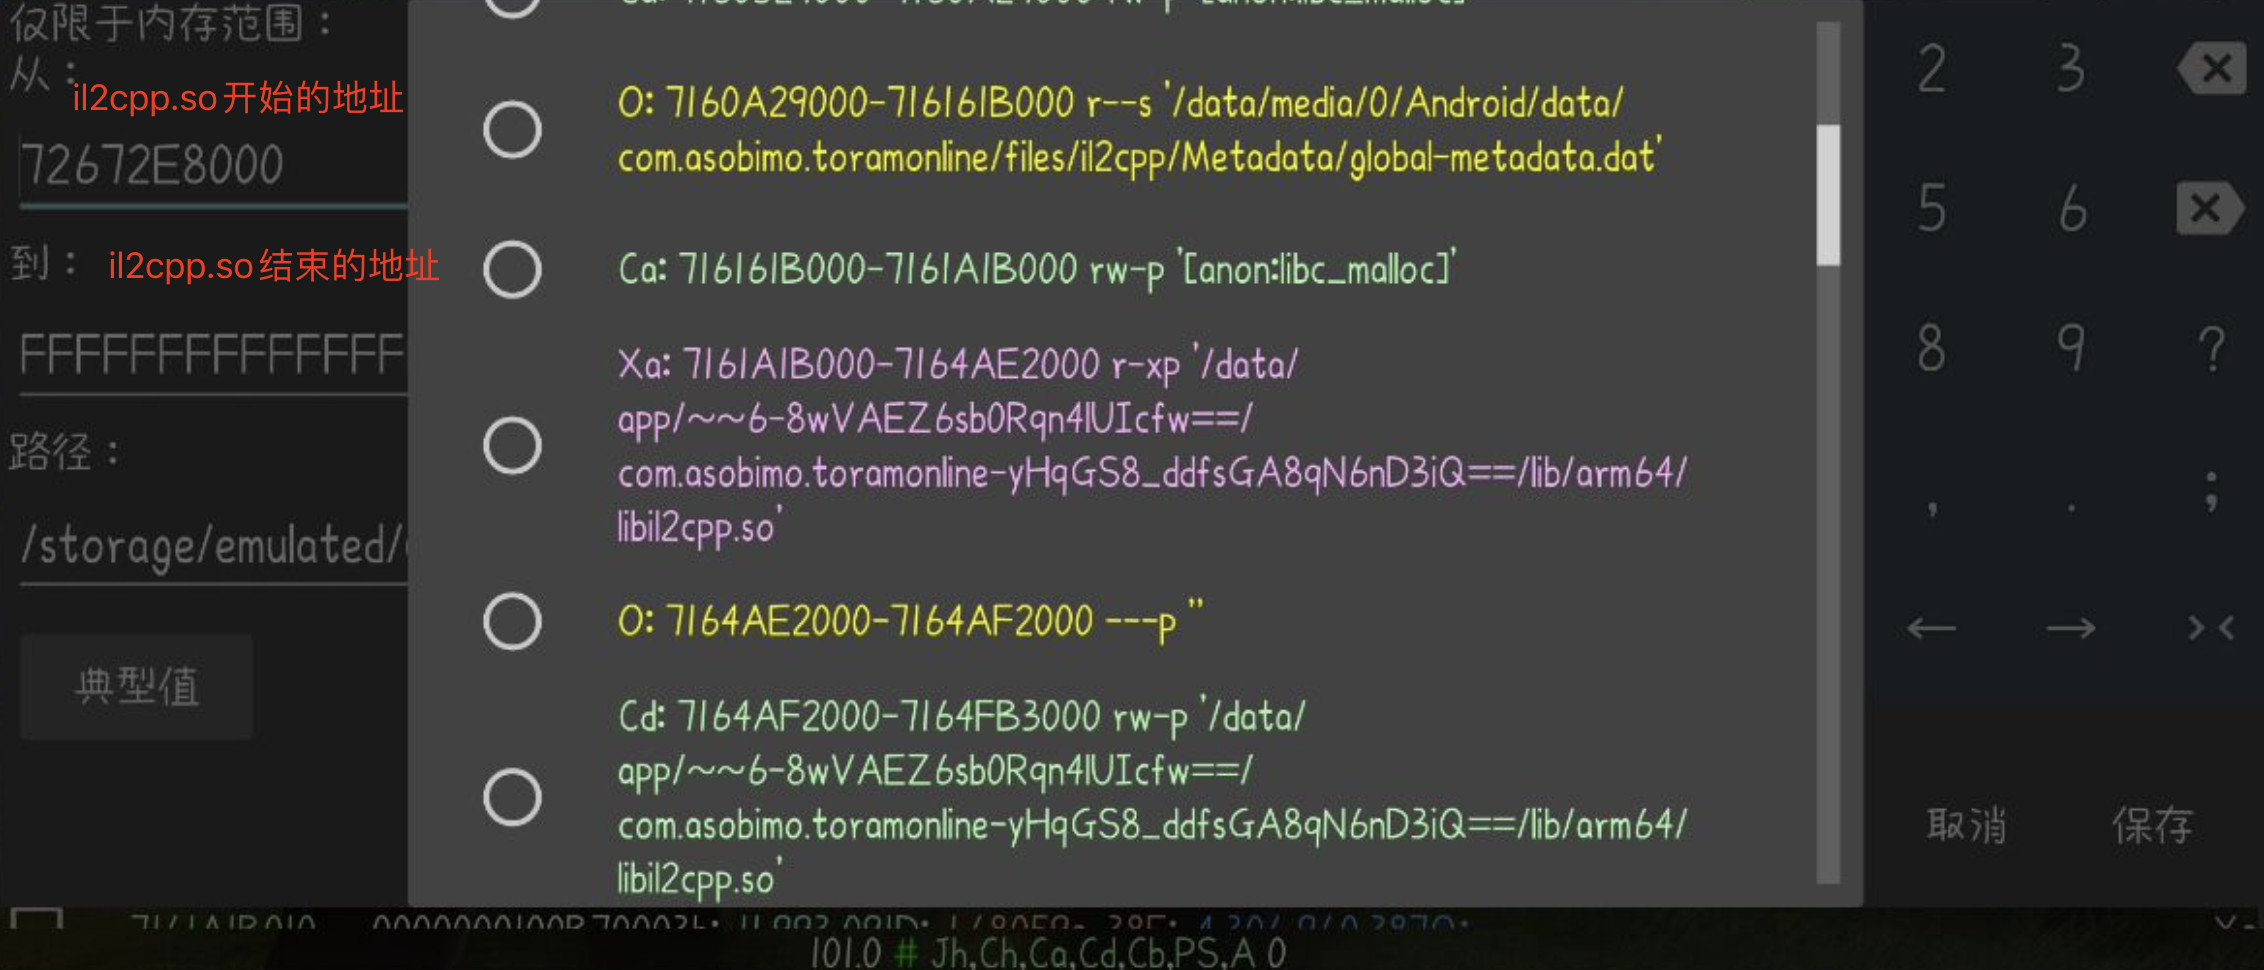 仅限于内存范围：
从：
il2cpp.so开始的地址
72672E8000
到：
il2cpp.so结束的地址
FFFFFFFFFFFFFF
路径：
/storage/emulated/
典型值
O: 7160A29000-716161B000 r--s '/data/media/0/Android/data/
com.asobimo.toramonline/files/il2cpp/Metadata/global-metadata.dat'
Ca: 716161B000-7161A1B000 rw-p '[anon:libc_malloc]'
Xa: 7161A1B000-7164AE2000 r-xp '/data/
app/~~6-8wVAEZ6sb0Rqn4lUIcfw==/
com.asobimo.toramonline-yHqGS8_ddfsGA8qN6nD3iQ==/lib/arm64/
libil2cpp.so'
O: 7164AE2000-7164AF2000 ---p ''
Cd: 7164AF2000-7164FB3000 rw-p '/data/
app/~~6-8wVAEZ6sb0Rqn4lUIcfw==/
com.asobimo.toramonline-yHqGS8_ddfsGA8qN6nD3iQ==/lib/arm64/
libil2cpp.so'
2 3
5 6
8 9 ?
, . ;
← → ><
取消 保存
101.0 # Jh,Ch,Ca,Cd,Cb,PS,A 0